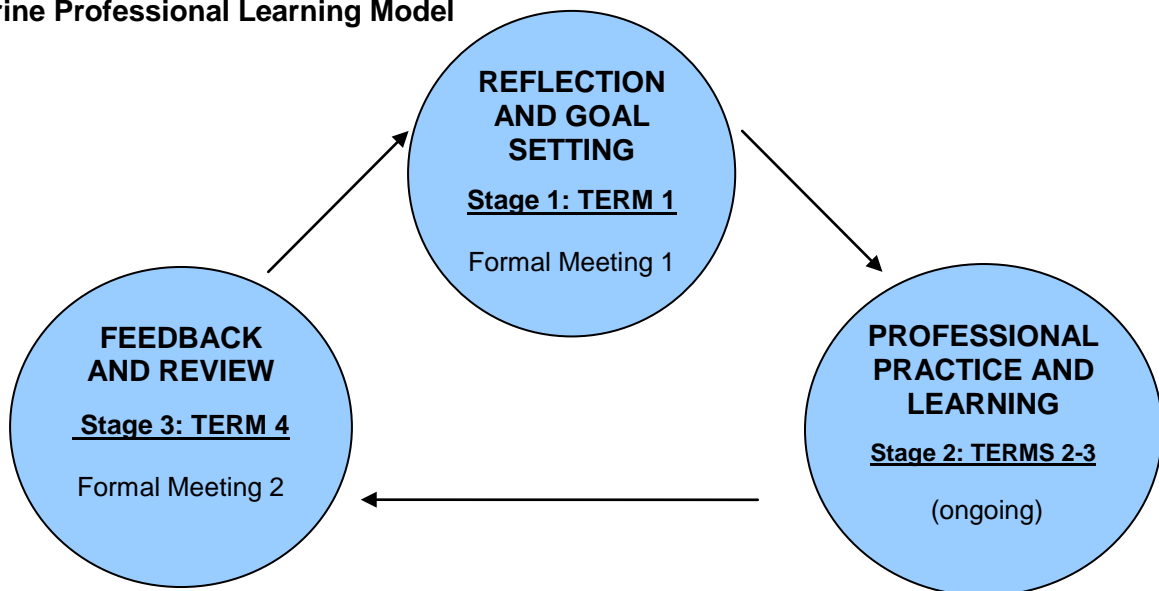 Professional Learning Model
REFLECTION
AND GOAL
SETTING
Stage 1: TERM 1
Formal Meeting 1
FEEDBACK
AND REVIEW
Stage 3: TERM 4
Formal Meeting 2
PROFESSIONAL
PRACTICE AND
LEARNING
Stage 2: TERMS 2-3
(ongoing)